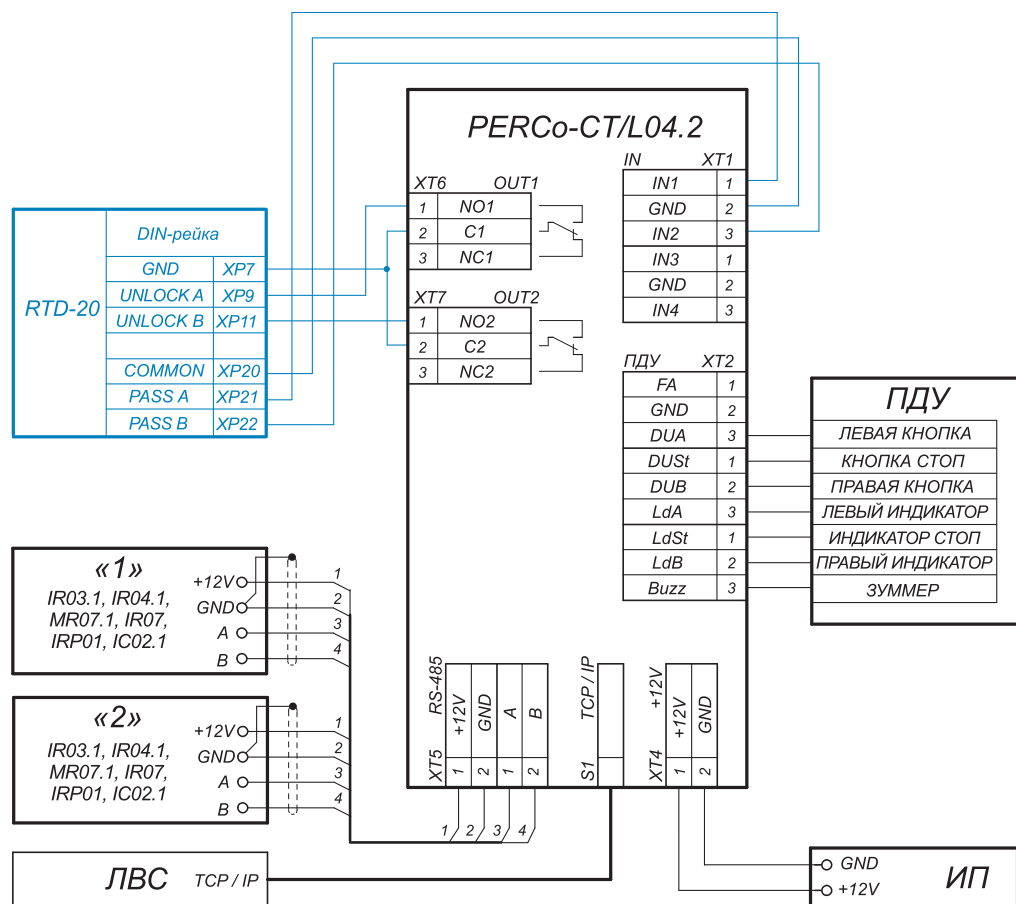 PERCo-CT/L04.2
XT6 OUT1
1 NO1
2 C1
3 NC1
XT7 OUT2
1 NO2
2 C2
3 NC2
IN XT1
IN1 1
GND 2
IN2 3
IN3 1
GND 2
IN4 3
ПДУ XT2
FA 1
GND 2
DUA 3
DUSt 1
DUB 2
LdA 3
LdSt 1
LdB 2
Buzz 3
RTD-20
DIN-рейка
GND XP7
UNLOCK A XP9
UNLOCK B XP11
COMMON XP20
PASS A XP21
PASS B XP22
ПДУ
ЛЕВАЯ КНОПКА
КНОПКА СТОП
ПРАВАЯ КНОПКА
ЛЕВЫЙ ИНДИКАТОР
ИНДИКАТОР СТОП
ПРАВЫЙ ИНДИКАТОР
ЗУММЕР
«1»
IR03.1, IR04.1,
MR07.1, IR07,
IRP01, IC02.1
+12V
GND
A
B
1
2
3
4
«2»
IR03.1, IR04.1,
MR07.1, IR07,
IRP01, IC02.1
+12V
GND
A
B
1
2
3
4
XT5 RS-485
1 +12V
2 GND
1 A
2 B
1 2 3 4
S1 TCP / IP
XT4 +12V
1 +12V
2 GND
ЛВС TCP / IP
GND
+12V
ИП